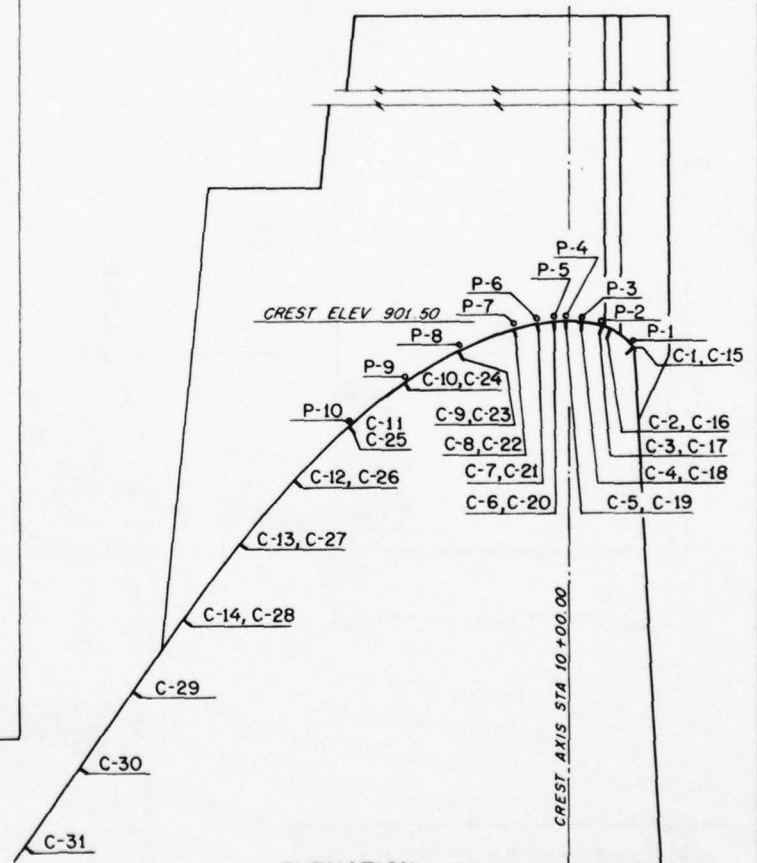 P-4
P-5
P-6
P-3
P-7
P-2
CREST ELEV 901.50
P-1
P-8
C-1, C-15
P-9
C-10, C-24
P-10
C-11
C-25
C-9, C-23
C-2, C-16
C-8, C-22
C-3, C-17
C-7, C-21
C-4, C-18
C-12, C-26
C-6, C-20
C-5, C-19
C-13, C-27
CREST AXIS STA 10+00.00
C-14, C-28
C-29
C-30
C-31